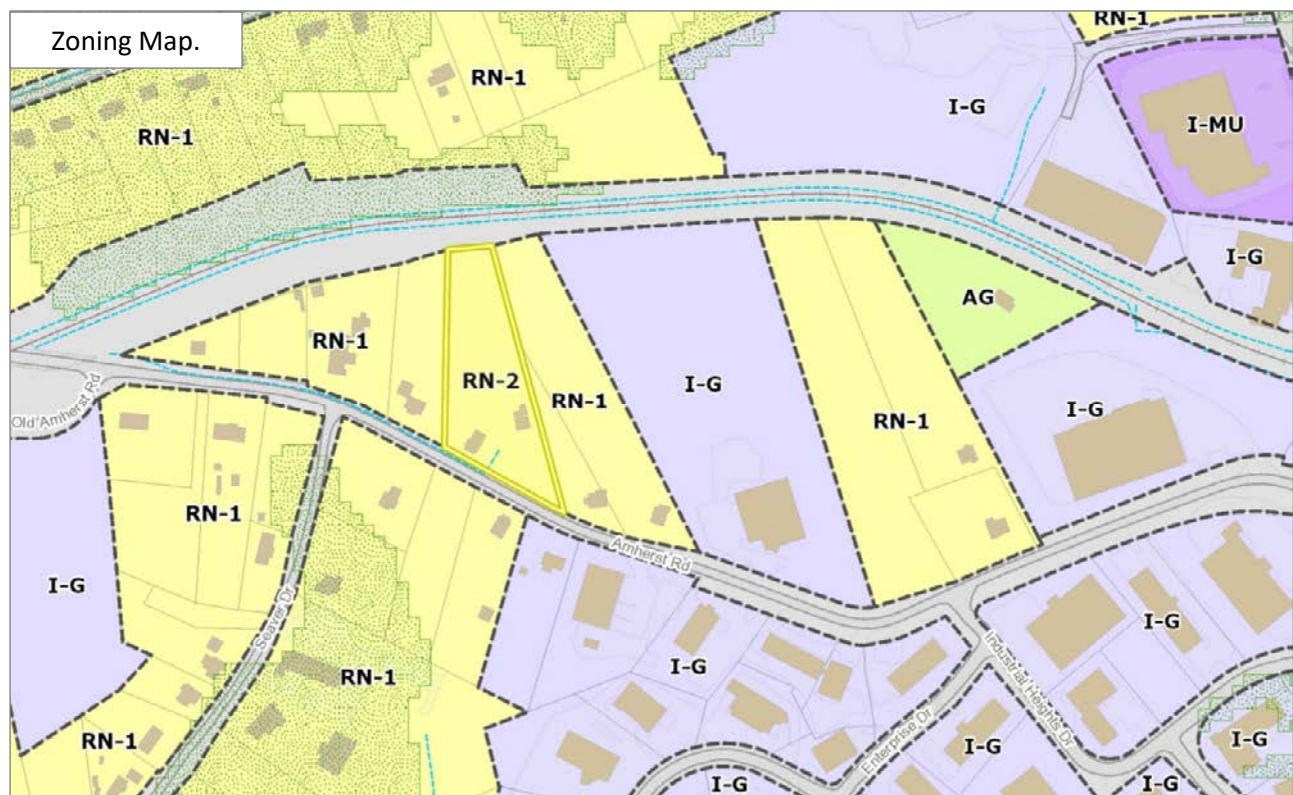 Zoning Map.
RN-1
RN-1
I-G
I-MU
RN-1
I-G
AG
RN-1
RN-2
I-G
RN-1
I-G
Old Amherst Rd
RN-1
RN-1
Amherst Rd
I-G
Seaver Dr
Industrial Heights Dr
I-G
I-G
RN-1
Enterprise Dr
RN-1
I-G
I-G
I-G
I-G